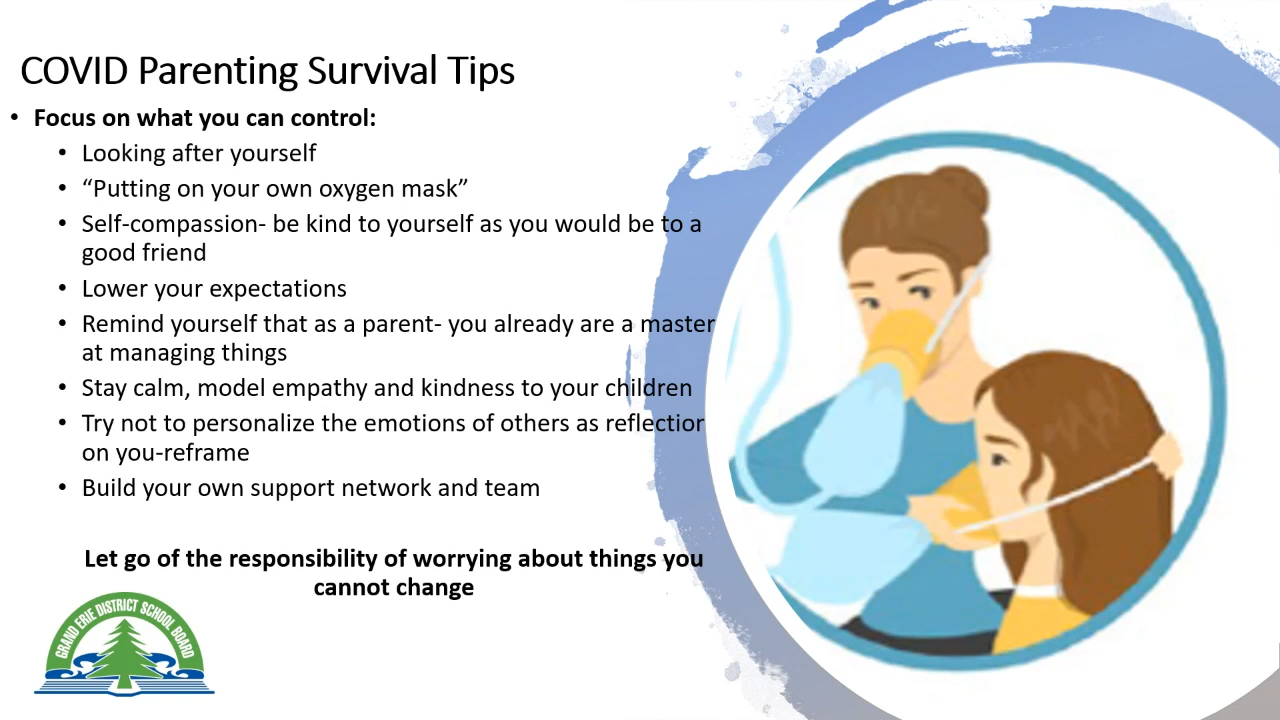 COVID Parenting Survival Tips
• Focus on what you can control:
• Looking after yourself
• “Putting on your own oxygen mask”
• Self-compassion- be kind to yourself as you would be to a
good friend
• Lower your expectations
• Remind yourself that as a parent- you already are a master
at managing things
• Stay calm, model empathy and kindness to your children
• Try not to personalize the emotions of others as reflection
on you-reframe
• Build your own support network and team
Let go of the responsibility of worrying about things you
cannot change
GRAND ERIE DISTRICT SCHOOL BOARD